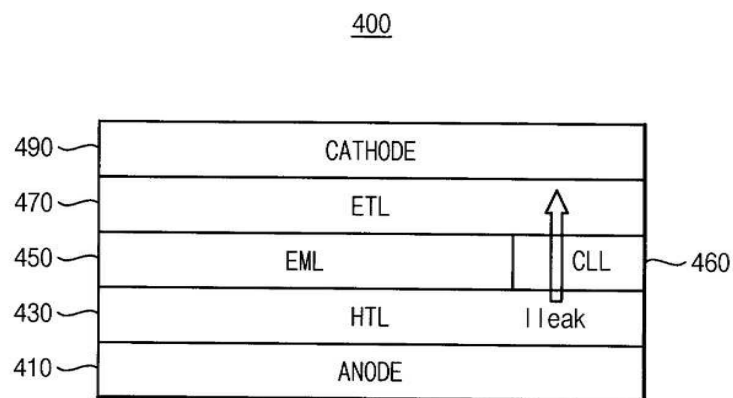 400
490 CATHODE
470 ETL
450 EML CLL 460
430 HTL Ileak
410 ANODE